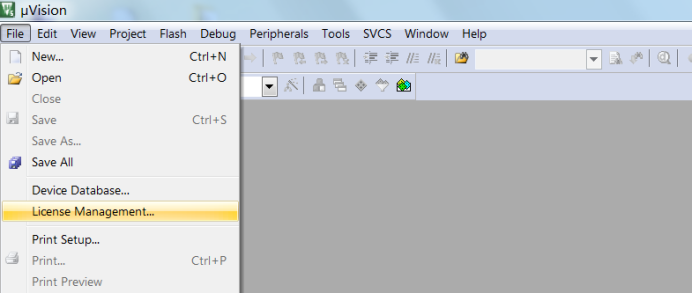 µVision
File Edit View Project Flash Debug Peripherals Tools SVCS Window Help
New... Ctrl+N
Open Ctrl+O
Close
Save Ctrl+S
Save As...
Save All
Device Database...
License Management...
Print Setup...
Print... Ctrl+P
Print Preview